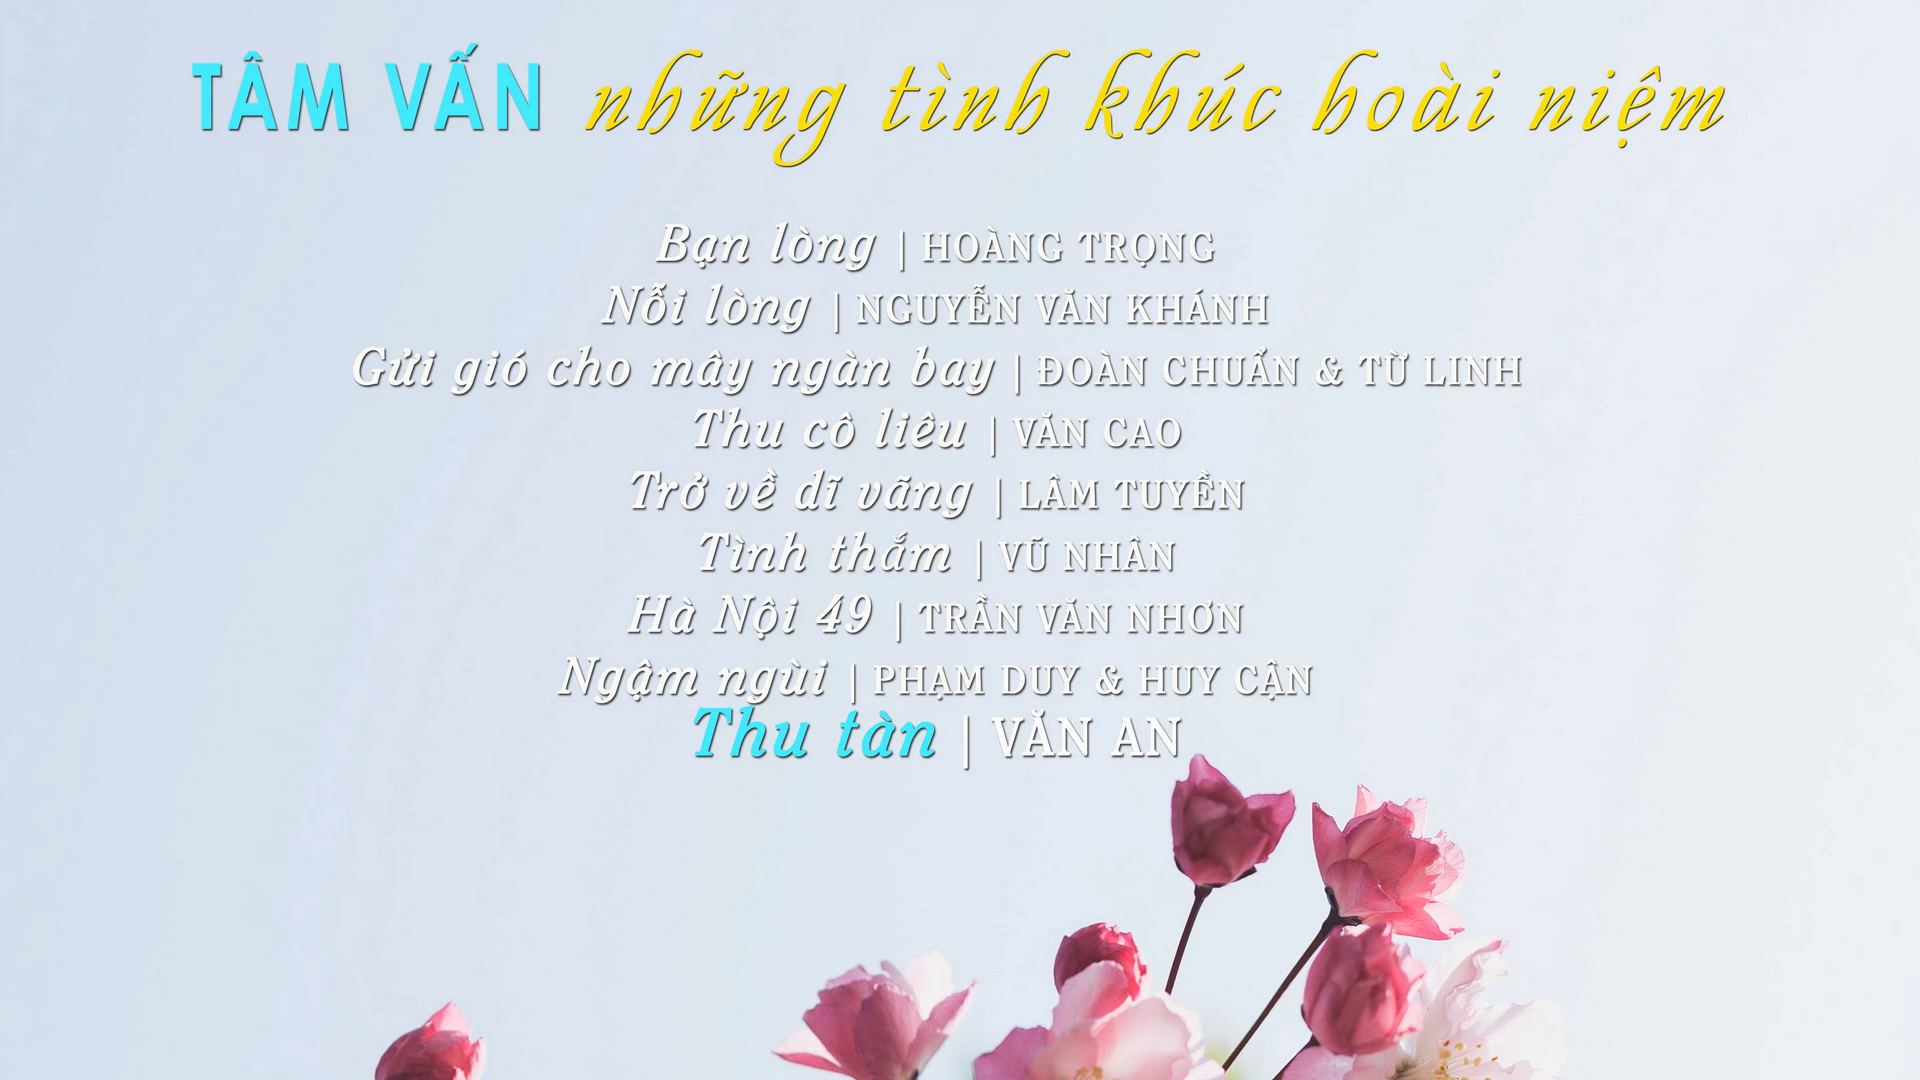 TÂM VẤN những tình khúc hoài niệm
Bạn lòng | HOÀNG TRỌNG
Nỗi lòng | NGUYỄN VĂN KHÁNH
Gửi gió cho mây ngàn bay | ĐOÀN CHUẨN & TỪ LINH
Thu cô liêu | VĂN CAO
Trở về dĩ vãng | LÂM TUYỀN
Tình thắm | VŨ NHÂN
Hà Nội 49 | TRẦN VĂN NHƠN
Ngậm ngùi | PHẠM DUY & HUY CẬN
Thu tàn | VĂN AN